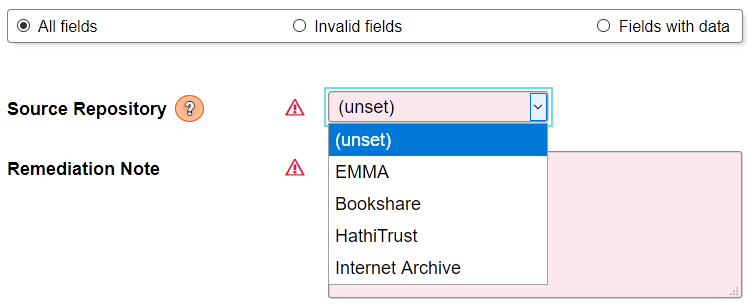 All fields Invalid fields Fields with data
Source Repository ? (unset)
(unset)
Remediation Note EMMA
Bookshare
HathiTrust
Internet Archive